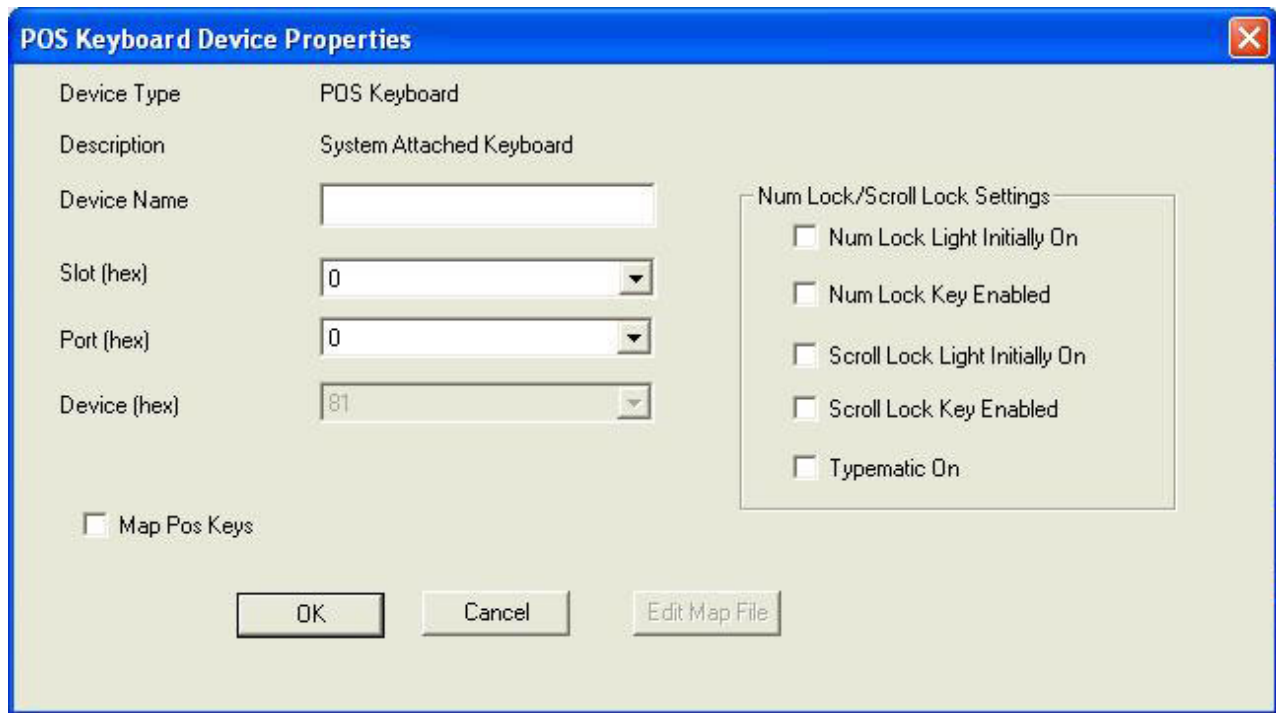 POS Keyboard Device Properties
Device Type POS Keyboard
Description System Attached Keyboard
Device Name
Slot (hex) 0
Port (hex) 0
Device (hex) 81
Num Lock/Scroll Lock Settings
Num Lock Light Initially On
Num Lock Key Enabled
Scroll Lock Light Initially On
Scroll Lock Key Enabled
Typematic On
Map Pos Keys
OK Cancel Edit Map File